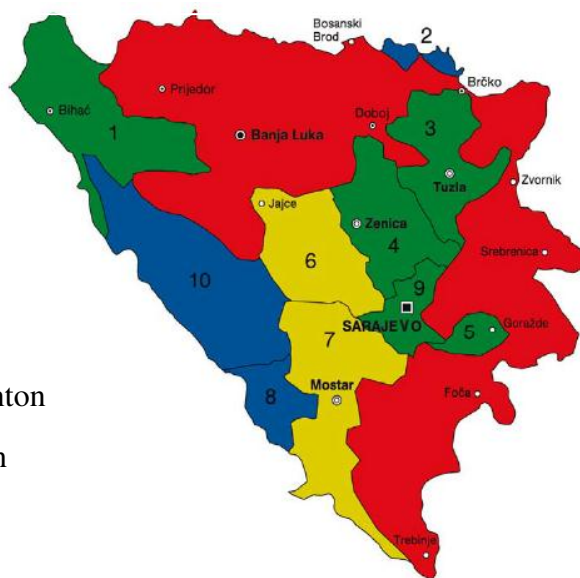 Bosanski
Brod
2
Brčko
Prijedor
Bihać
1
Doboj
3
Banja Luka
Tuzla
Zvornik
Jajce
Zenica
4
Srebrenica
6
9
10
SARAJEVO
5
Goražde
7
Mostar
8
Foča
nton
n
Trebinje